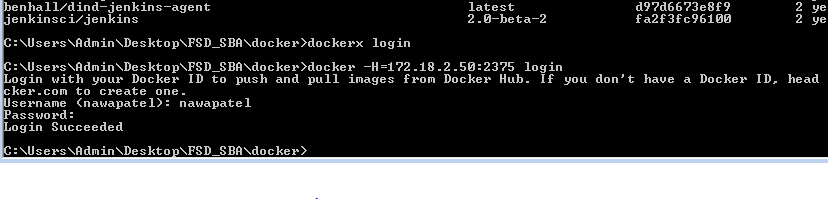 benhall/dind-jenkins-agent latest d97d6673e8f9 2 ye
jenkinsci/jenkins 2.0-beta-2 fa2f3fc96100 2 ye
C:\Users\Admin\Desktop\FSD_SBA\docker>dockerx login
C:\Users\Admin\Desktop\FSD_SBA\docker>docker -H=172.18.2.50:2375 login
Login with your Docker ID to push and pull images from Docker Hub. If you don't have a Docker ID, head
cker.com to create one.
Username (nawapatel): nawapatel
Password:
Login Succeeded
C:\Users\Admin\Desktop\FSD_SBA\docker>